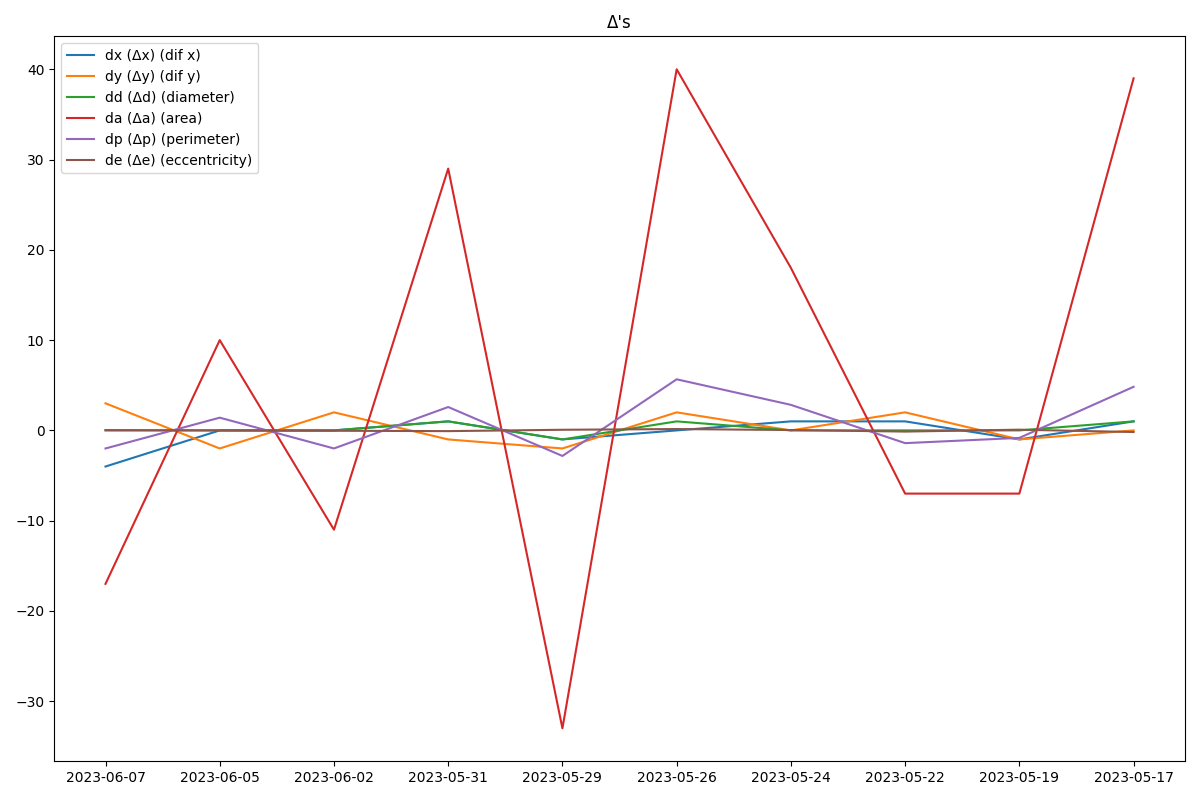 Δ's
dx (Δx) (dif x)
dy (Δy) (dif y)
dd (Δd) (diameter)
da (Δa) (area)
dp (Δp) (perimeter)
de (Δe) (eccentricity)
40
30
20
10
0
−10
−20
−30
2023-06-07 2023-06-05 2023-06-02 2023-05-31 2023-05-29 2023-05-26 2023-05-24 2023-05-22 2023-05-19 2023-05-17